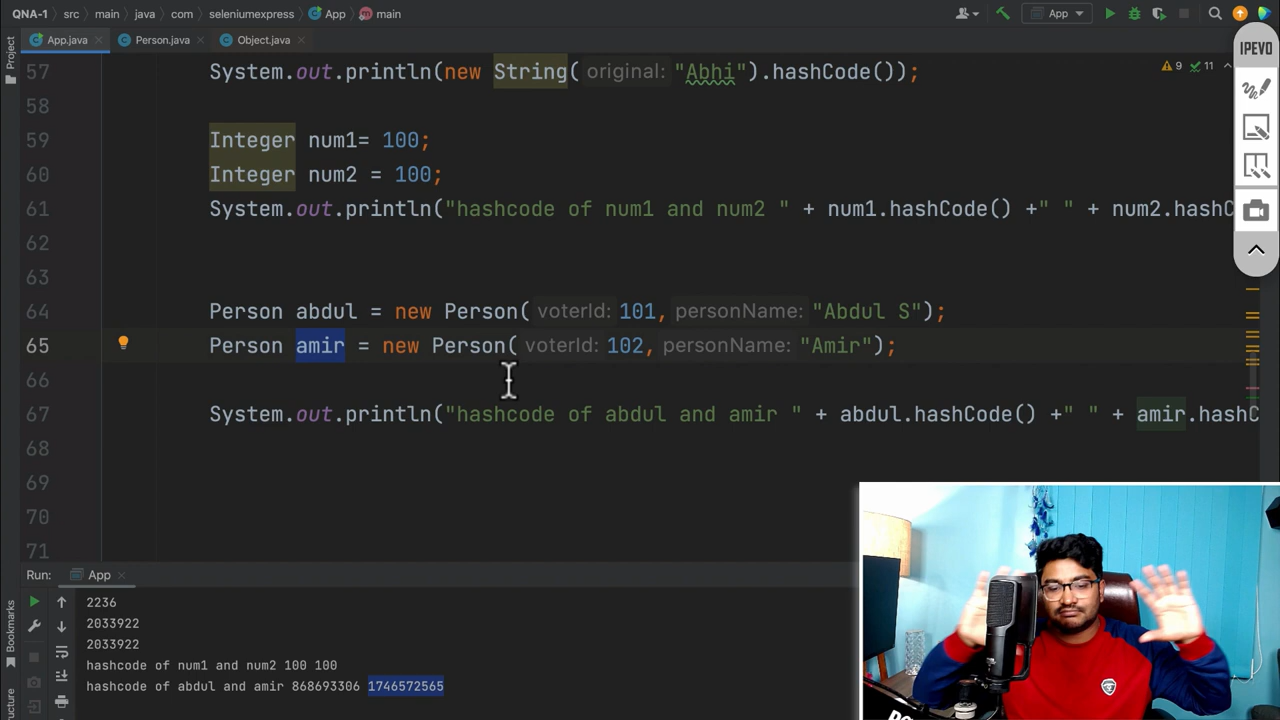 QNA-1 src main java com seleniumexpress App main App
App.java Person.java Object.java
IPEVO
Project
57 System.out.println(new String( original: "Abhi").hashCode());
9 11
58
59 Integer num1= 100;
60 Integer num2 = 100;
61 System.out.println("hashcode of num1 and num2 " + num1.hashCode() +" " + num2.hashC
62
63
64 Person abdul = new Person( voterId: 101, personName: "Abdul S");
65 Person amir = new Person( voterId: 102, personName: "Amir");
66
67 System.out.println("hashcode of abdul and amir " + abdul.hashCode() +" " + amir.hashC
68
69
70
71
Run: App
2236
2033922
2033922
hashcode of num1 and num2 100 100
hashcode of abdul and amir 868693306 1746572565
Bookmarks
ructure